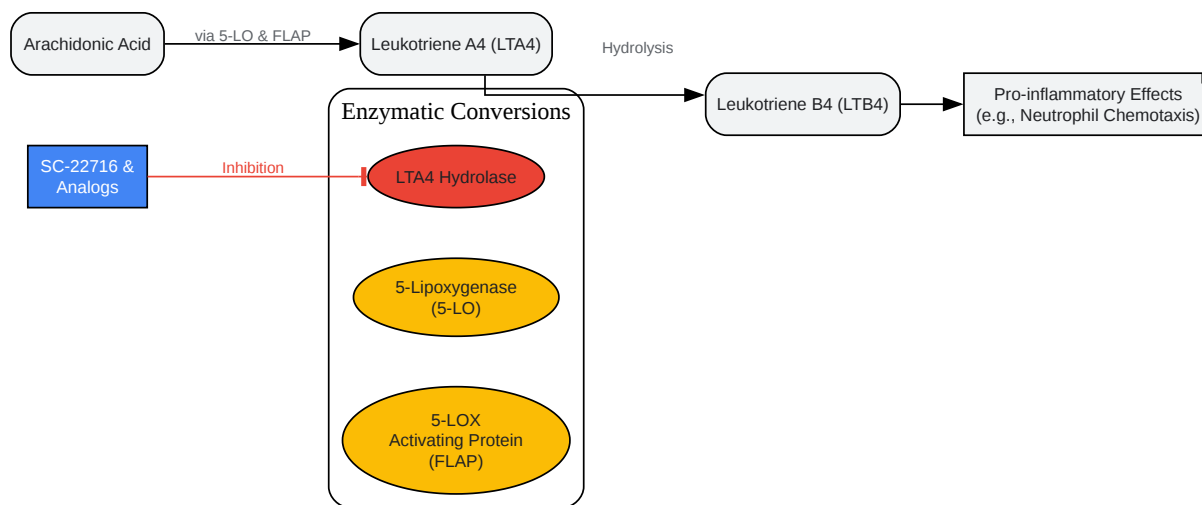 Arachidonic Acid
via 5-LO & FLAP
Leukotriene A4 (LTA4)
Hydrolysis
Leukotriene B4 (LTB4)
Pro-inflammatory Effects
(e.g., Neutrophil Chemotaxis)
Enzymatic Conversions
SC-22716 &
Analogs
Inhibition
LTA4 Hydrolase
5-Lipoxygenase
(5-LO)
5-LOX
Activating Protein
(FLAP)